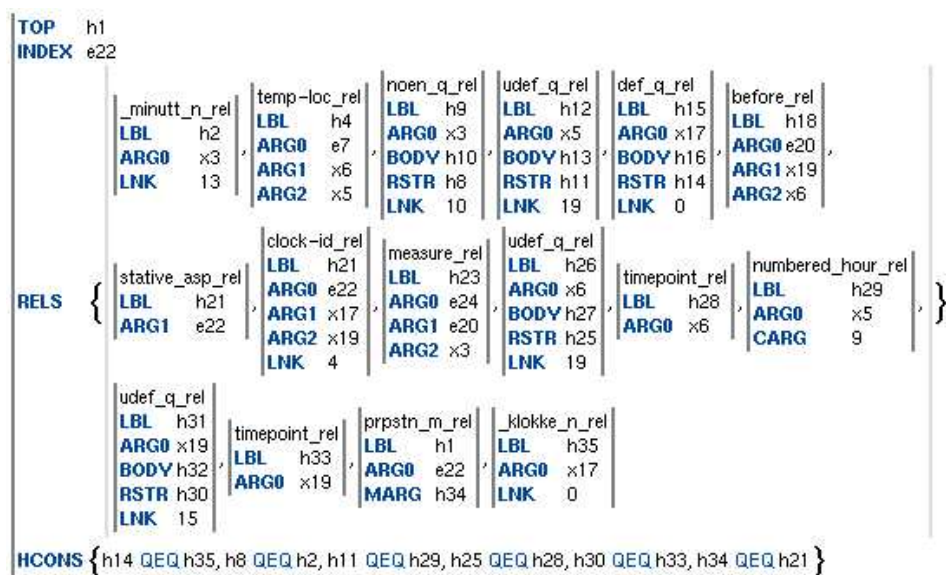 TOP h1
INDEX e22
_minutt_n_rel temp-loc_rel noen_q_rel udef_q_rel def_q_rel before_rel
LBL h2 LBL h4 LBL h9 LBL h12 LBL h15 LBL h18
ARG0 x3 , ARG0 e7 , ARG0 x3 , ARG0 x5 , ARG0 x17 , ARG0 e20 ,
LNK 13 ARG1 x6 BODY h10 BODY h13 BODY h16 ARG1 x19
ARG2 x5 RSTR h8 RSTR h11 RSTR h14 ARG2 x6
LNK 10 LNK 19 LNK 0
clock-id_rel udef_q_rel
stative_asp_rel LBL h21 measure_rel LBL h26 timepoint_rel numbered_hour_rel
RELS { LBL h21 , ARG0 e22 , LBL h23 , ARG0 x6 , LBL h28 , LBL h29 , }
ARG1 e22 ARG1 x17 ARG0 e24 BODY h27 ARG0 x6 ARG0 x5
ARG2 x19 ARG1 e20 RSTR h25 CARG 9
LNK 4 ARG2 x3 LNK 19
udef_q_rel
LBL h31 timepoint_rel prpstn_m_rel _klokke_n_rel
ARG0 x19 , LBL h33 , LBL h1 , LBL h35
BODY h32 ARG0 x19 ARG0 e22 ARG0 x17
RSTR h30 MARG h34 LNK 0
LNK 15
HCONS { h14 QEQ h35, h8 QEQ h2, h11 QEQ h29, h25 QEQ h28, h30 QEQ h33, h34 QEQ h21 }